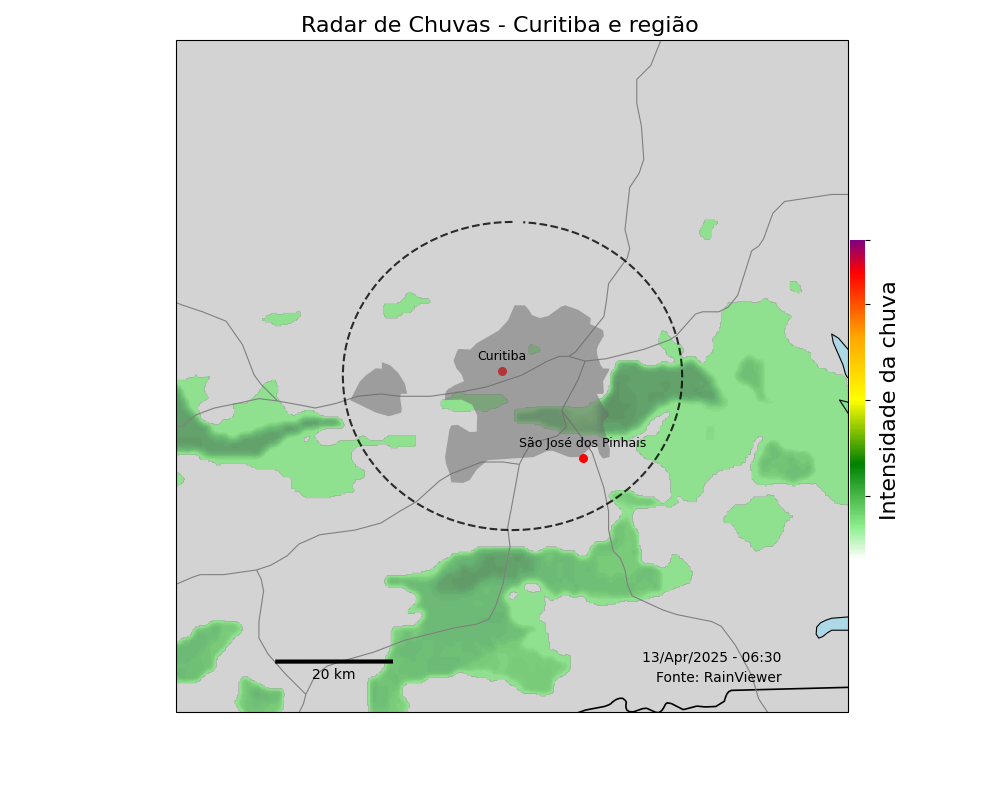 Radar de Chuvas - Curitiba e região
Curitiba
São José dos Pinhais
Intensidade da chuva
13/Apr/2025 - 06:30
Fonte: RainViewer
20 km